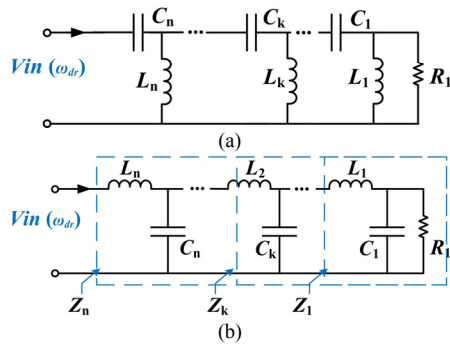 Cn ... Ck ... C1
Vin (ωdr)
Ln Lk L1 R1
(a)
Ln ... L2 ... L1
Vin (ωdr)
Cn Ck C1 R1
Zn Zk Z1
(b)